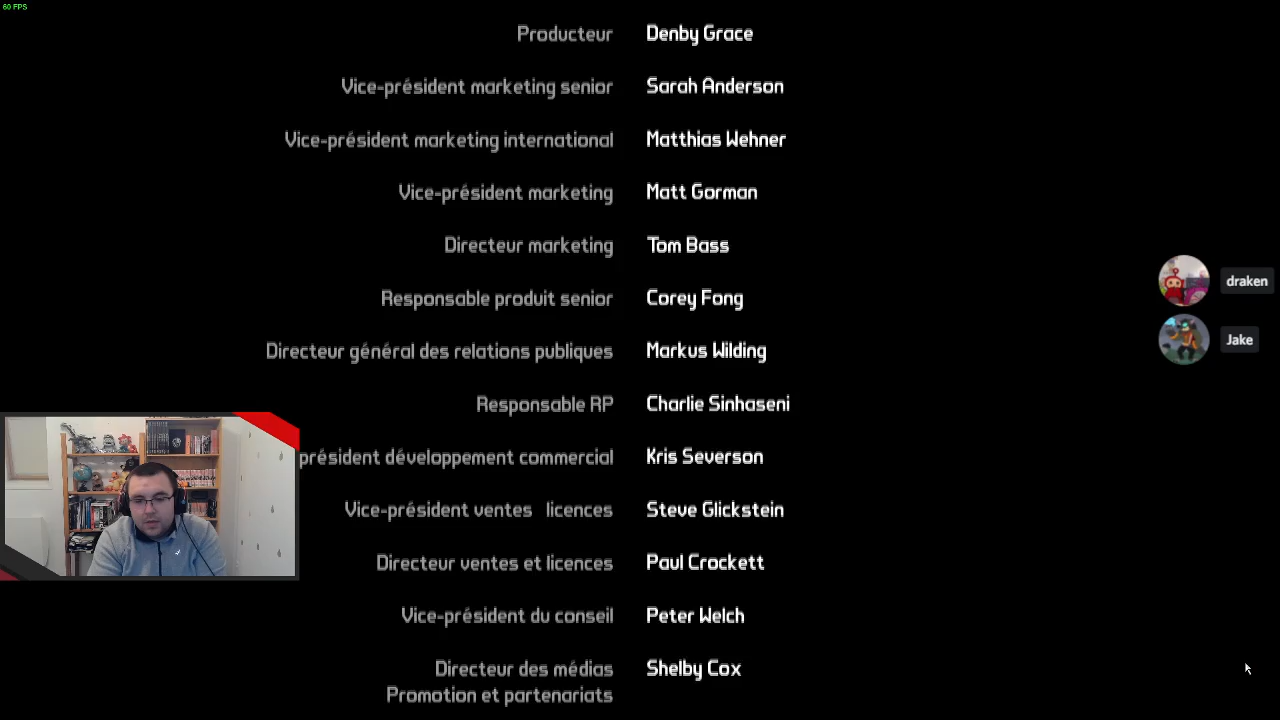 60 FPS
Producteur Denby Grace
Vice-président marketing senior Sarah Anderson
Vice-président marketing international Matthias Wehner
Vice-président marketing Matt Gorman
Directeur marketing Tom Bass
draken
Responsable produit senior Corey Fong
Jake
Directeur général des relations publiques Markus Wilding
Responsable RP Charlie Sinhaseni
président développement commercial Kris Severson
Vice-président ventes licences Steve Glickstein
Directeur ventes et licences Paul Crockett
Vice-président du conseil Peter Welch
Directeur des médias Shelby Cox
Promotion et partenariats